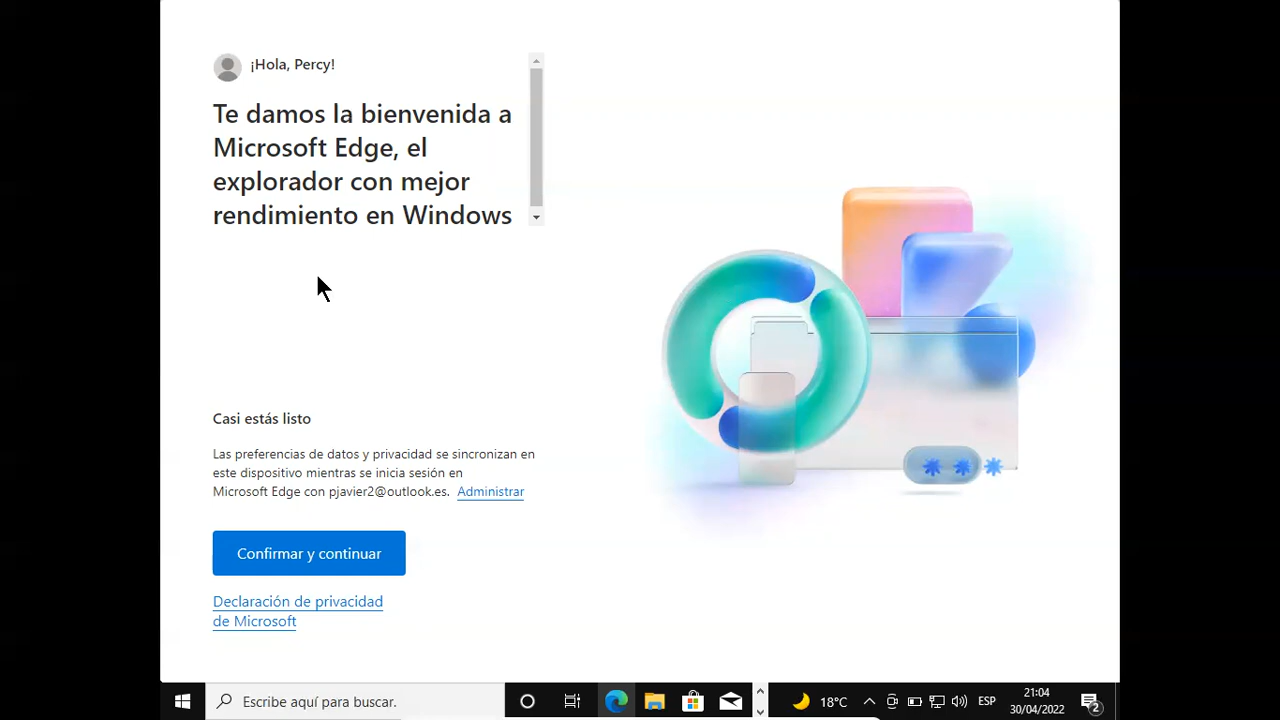 ¡Hola, Percy!
Te damos la bienvenida a
Microsoft Edge, el
explorador con mejor
rendimiento en Windows
Casi estás listo
Las preferencias de datos y privacidad se sincronizan en
este dispositivo mientras se inicia sesión en
Microsoft Edge con pjavier2@outlook.es. Administrar
Confirmar y continuar
Declaración de privacidad
de Microsoft
Escribe aquí para buscar.
18°C
ESP
21:04
30/04/2022
2